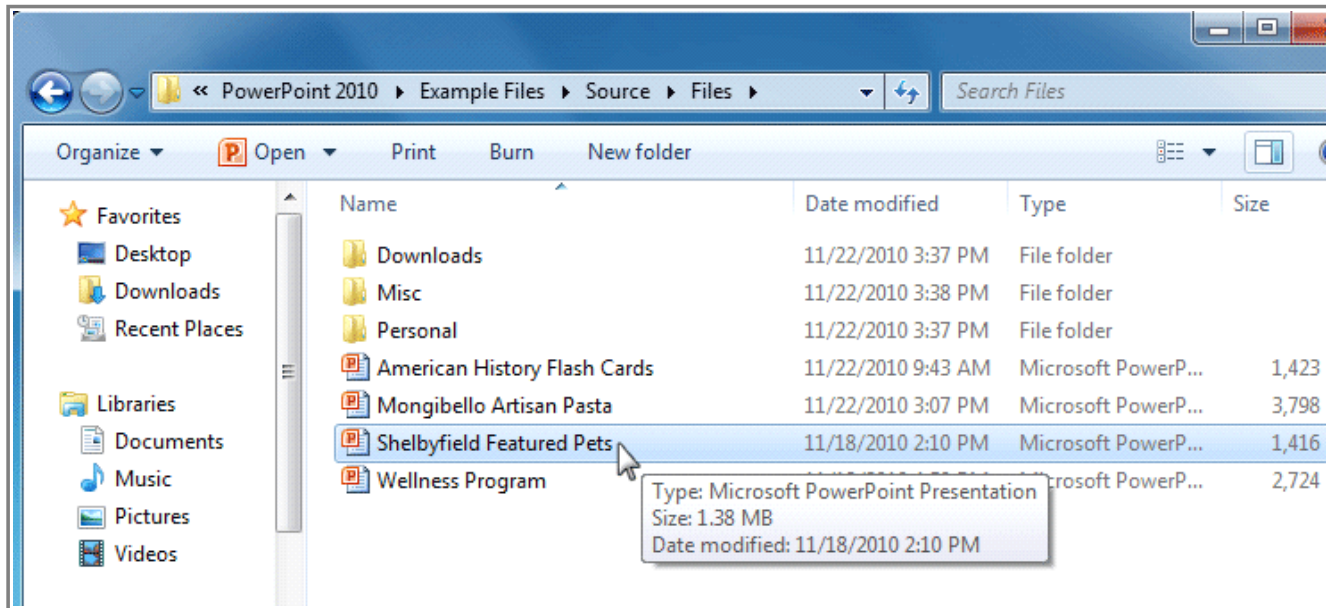 « PowerPoint 2010 ▸ Example Files ▸ Source ▸ Files ▸ Search Files
Organize ▾ Open ▾ Print Burn New folder
Favorites
Desktop
Downloads
Recent Places
Libraries
Documents
Music
Pictures
Videos
Name Date modified Type Size
Downloads 11/22/2010 3:37 PM File folder
Misc 11/22/2010 3:38 PM File folder
Personal 11/22/2010 3:37 PM File folder
American History Flash Cards 11/22/2010 9:43 AM Microsoft PowerP... 1,423
Mongibello Artisan Pasta 11/22/2010 3:07 PM Microsoft PowerP... 3,798
Shelbyfield Featured Pets 11/18/2010 2:10 PM Microsoft PowerP... 1,416
Wellness Program PowerP... 2,724
Type: Microsoft PowerPoint Presentation
Size: 1.38 MB
Date modified: 11/18/2010 2:10 PM